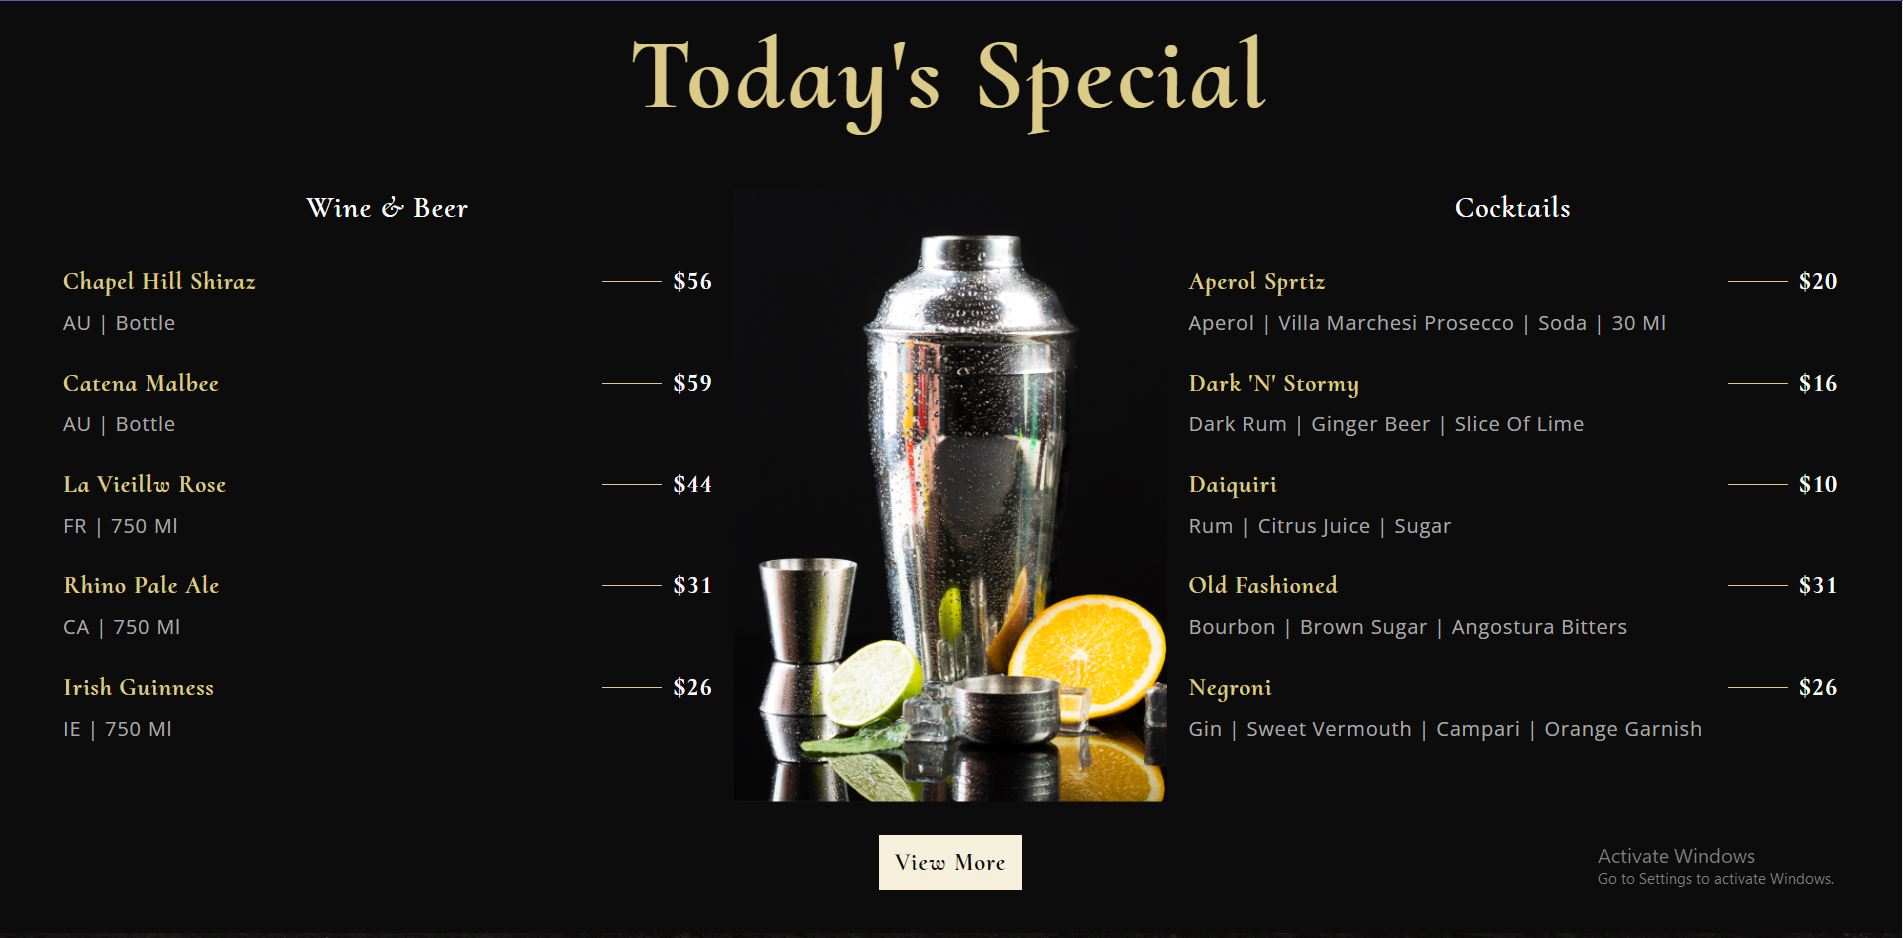 Today's Special
Wine & Beer
Chapel Hill Shiraz $56
AU | Bottle
Catena Malbee $59
AU | Bottle
La Vieillw Rose $44
FR | 750 Ml
Rhino Pale Ale $31
CA | 750 Ml
Irish Guinness $26
IE | 750 Ml
Cocktails
Aperol Sprtiz $20
Aperol | Villa Marchesi Prosecco | Soda | 30 Ml
Dark 'N' Stormy $16
Dark Rum | Ginger Beer | Slice Of Lime
Daiquiri $10
Rum | Citrus Juice | Sugar
Old Fashioned $31
Bourbon | Brown Sugar | Angostura Bitters
Negroni $26
Gin | Sweet Vermouth | Campari | Orange Garnish
View More
Activate Windows
Go to Settings to activate Windows.